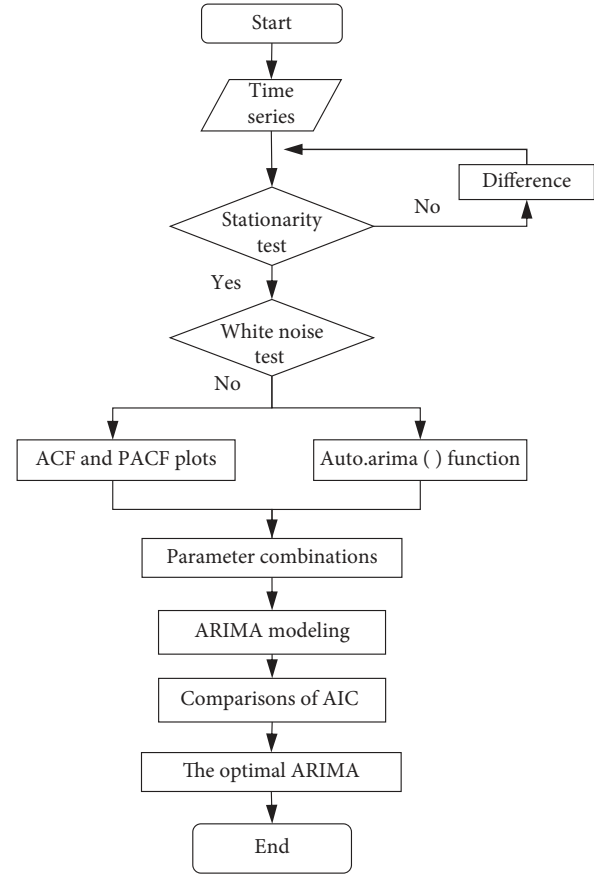 Start
Time
series
Difference
No
Stationarity
test
Yes
White noise
test
No
ACF and PACF plots
Auto.arima ( ) function
Parameter combinations
ARIMA modeling
Comparisons of AIC
The optimal ARIMA
End